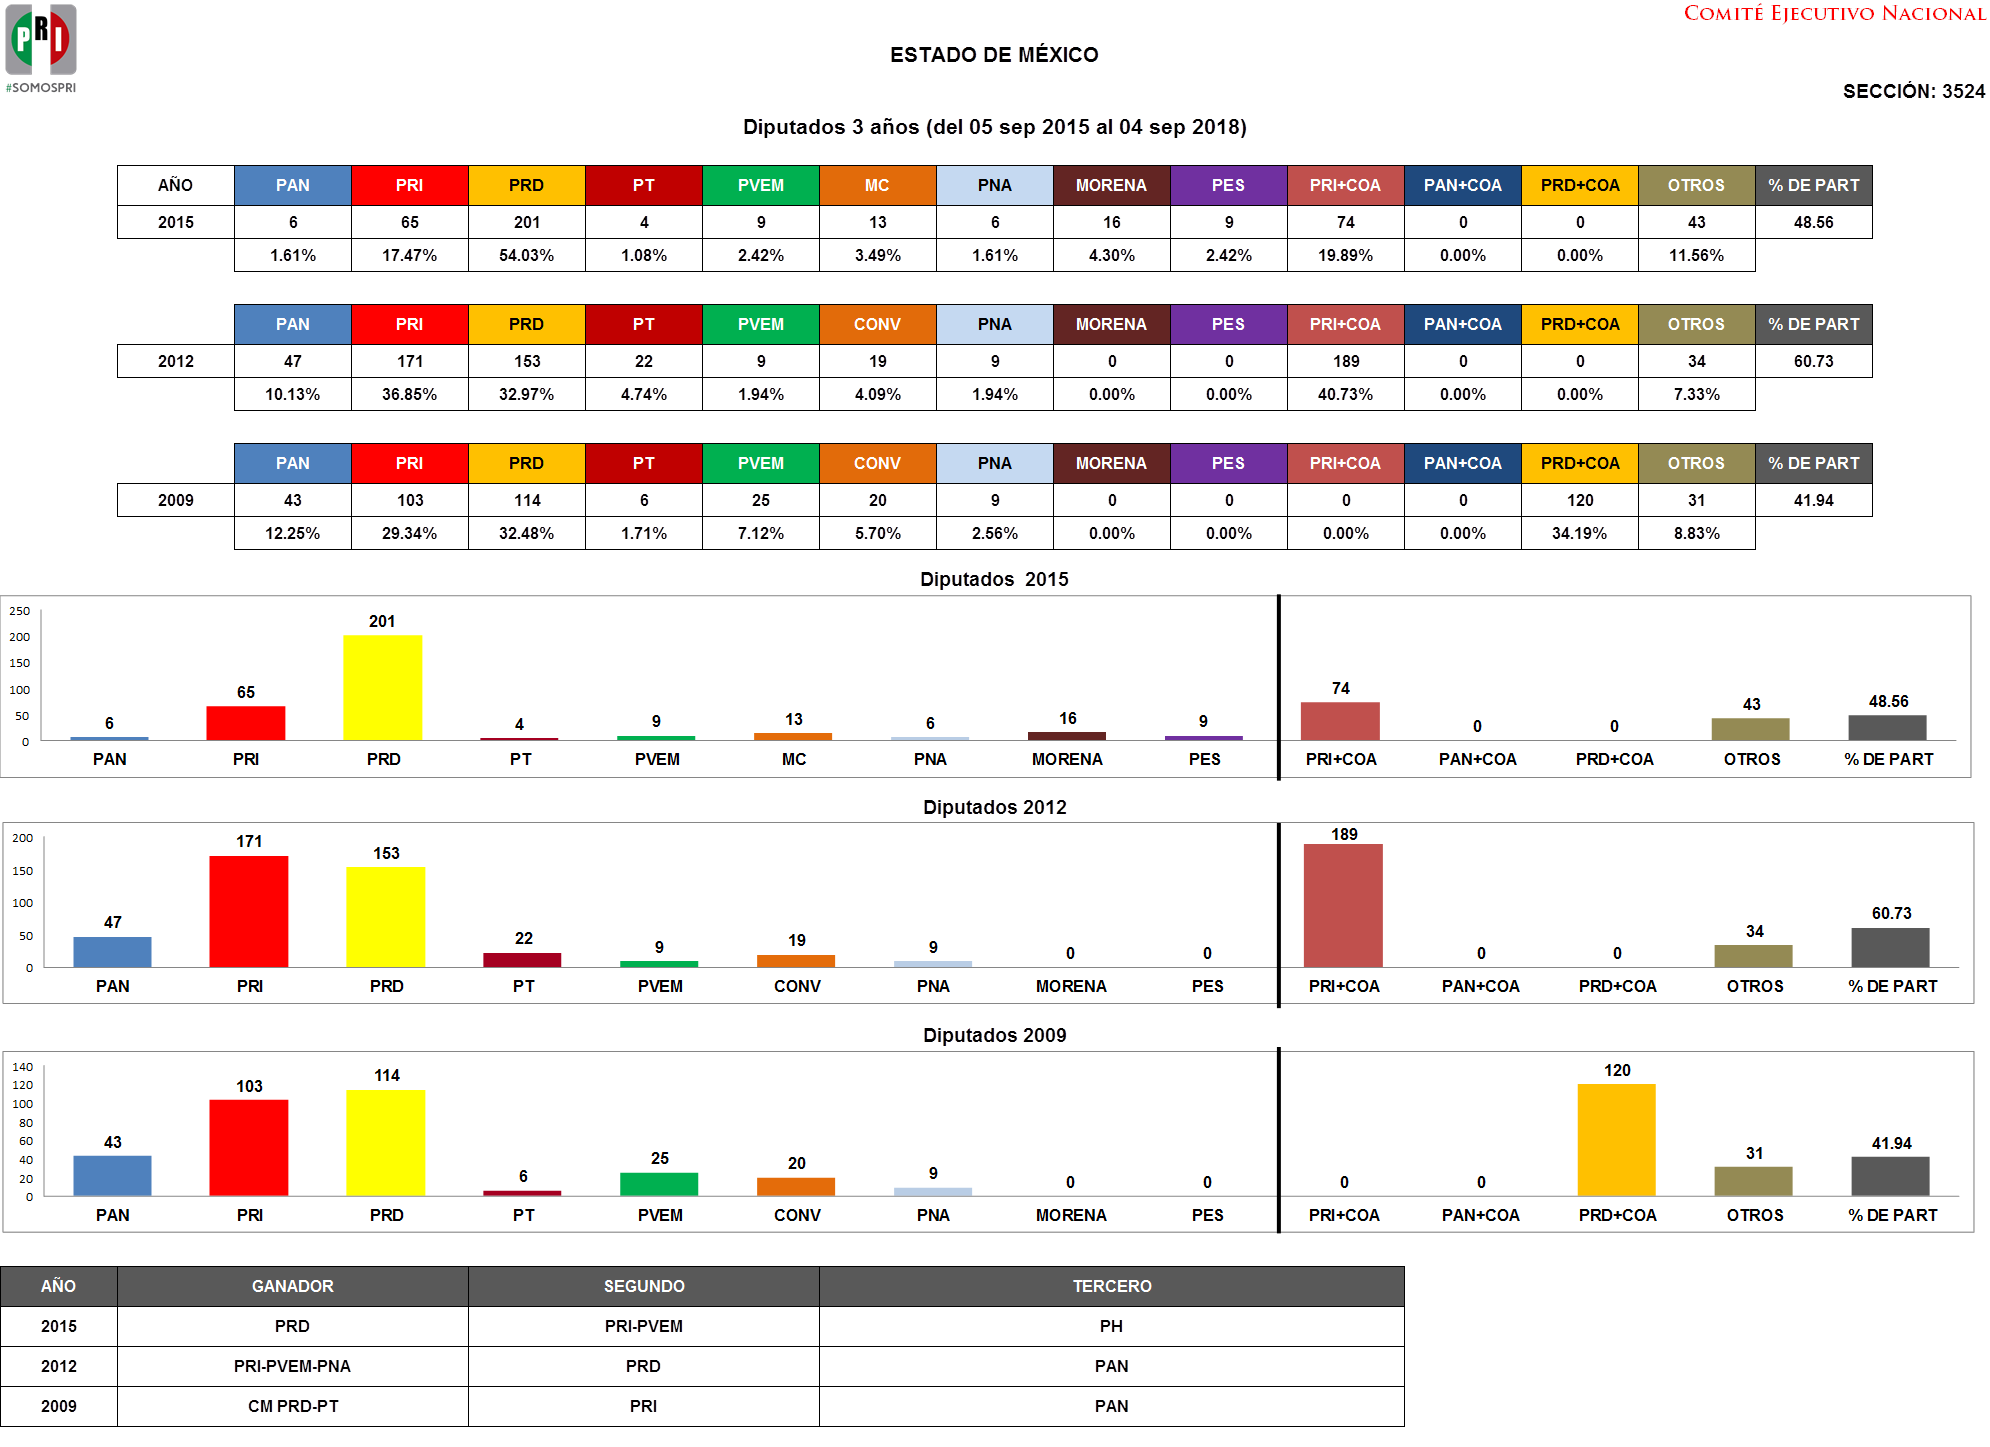 PRI
#SOMOSPRI
COMITÉ EJECUTIVO NACIONAL
ESTADO DE MÉXICO
SECCIÓN: 3524
Diputados 3 años (del 05 sep 2015 al 04 sep 2018)
AÑO PAN PRI PRD PT PVEM MC PNA MORENA PES PRI+COA PAN+COA PRD+COA OTROS % DE PART
2015 6 65 201 4 9 13 6 16 9 74 0 0 43 48.56
1.61% 17.47% 54.03% 1.08% 2.42% 3.49% 1.61% 4.30% 2.42% 19.89% 0.00% 0.00% 11.56%
PAN PRI PRD PT PVEM CONV PNA MORENA PES PRI+COA PAN+COA PRD+COA OTROS % DE PART
2012 47 171 153 22 9 19 9 0 0 189 0 0 34 60.73
10.13% 36.85% 32.97% 4.74% 1.94% 4.09% 1.94% 0.00% 0.00% 40.73% 0.00% 0.00% 7.33%
PAN PRI PRD PT PVEM CONV PNA MORENA PES PRI+COA PAN+COA PRD+COA OTROS % DE PART
2009 43 103 114 6 25 20 9 0 0 0 0 120 31 41.94
12.25% 29.34% 32.48% 1.71% 7.12% 5.70% 2.56% 0.00% 0.00% 0.00% 0.00% 34.19% 8.83%
Diputados 2015
250
200
150
100
50
0
6 65 201 4 9 13 6 16 9 74 0 0 43 48.56
PAN PRI PRD PT PVEM MC PNA MORENA PES PRI+COA PAN+COA PRD+COA OTROS % DE PART
Diputados 2012
200
150
100
50
0
47 171 153 22 9 19 9 0 0 189 0 0 34 60.73
PAN PRI PRD PT PVEM CONV PNA MORENA PES PRI+COA PAN+COA PRD+COA OTROS % DE PART
Diputados 2009
140
120
100
80
60
40
20
0
43 103 114 6 25 20 9 0 0 0 0 120 31 41.94
PAN PRI PRD PT PVEM CONV PNA MORENA PES PRI+COA PAN+COA PRD+COA OTROS % DE PART
AÑO GANADOR SEGUNDO TERCERO
2015 PRD PRI-PVEM PH
2012 PRI-PVEM-PNA PRD PAN
2009 CM PRD-PT PRI PAN